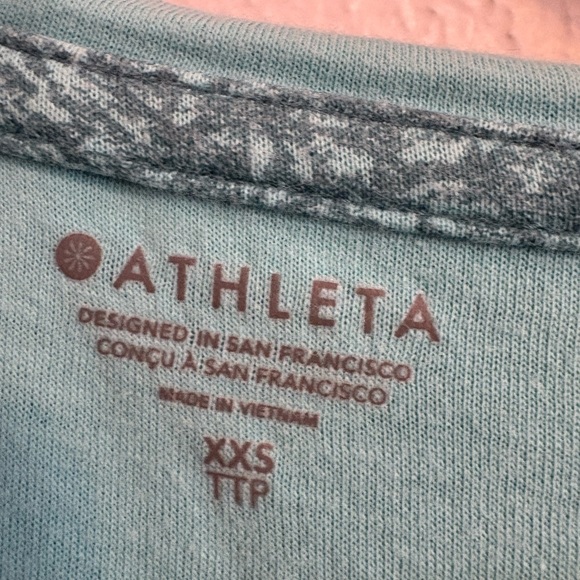 ATHLETA
DESIGNED IN SAN FRANCISCO
CONÇU À SAN FRANCISCO
MADE IN VIETNAM
XXS
TTP